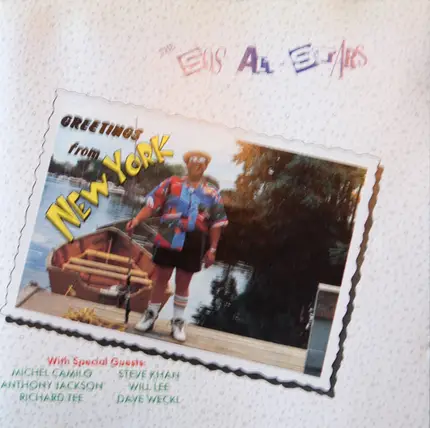 THE SOS' ALL-STARS
GREETINGS
from
NEW YORK
With Special Guests:
MICHEL CAMILO STEVE KHAN
ANTHONY JACKSON WILL LEE
RICHARD TEE DAVE WECKL